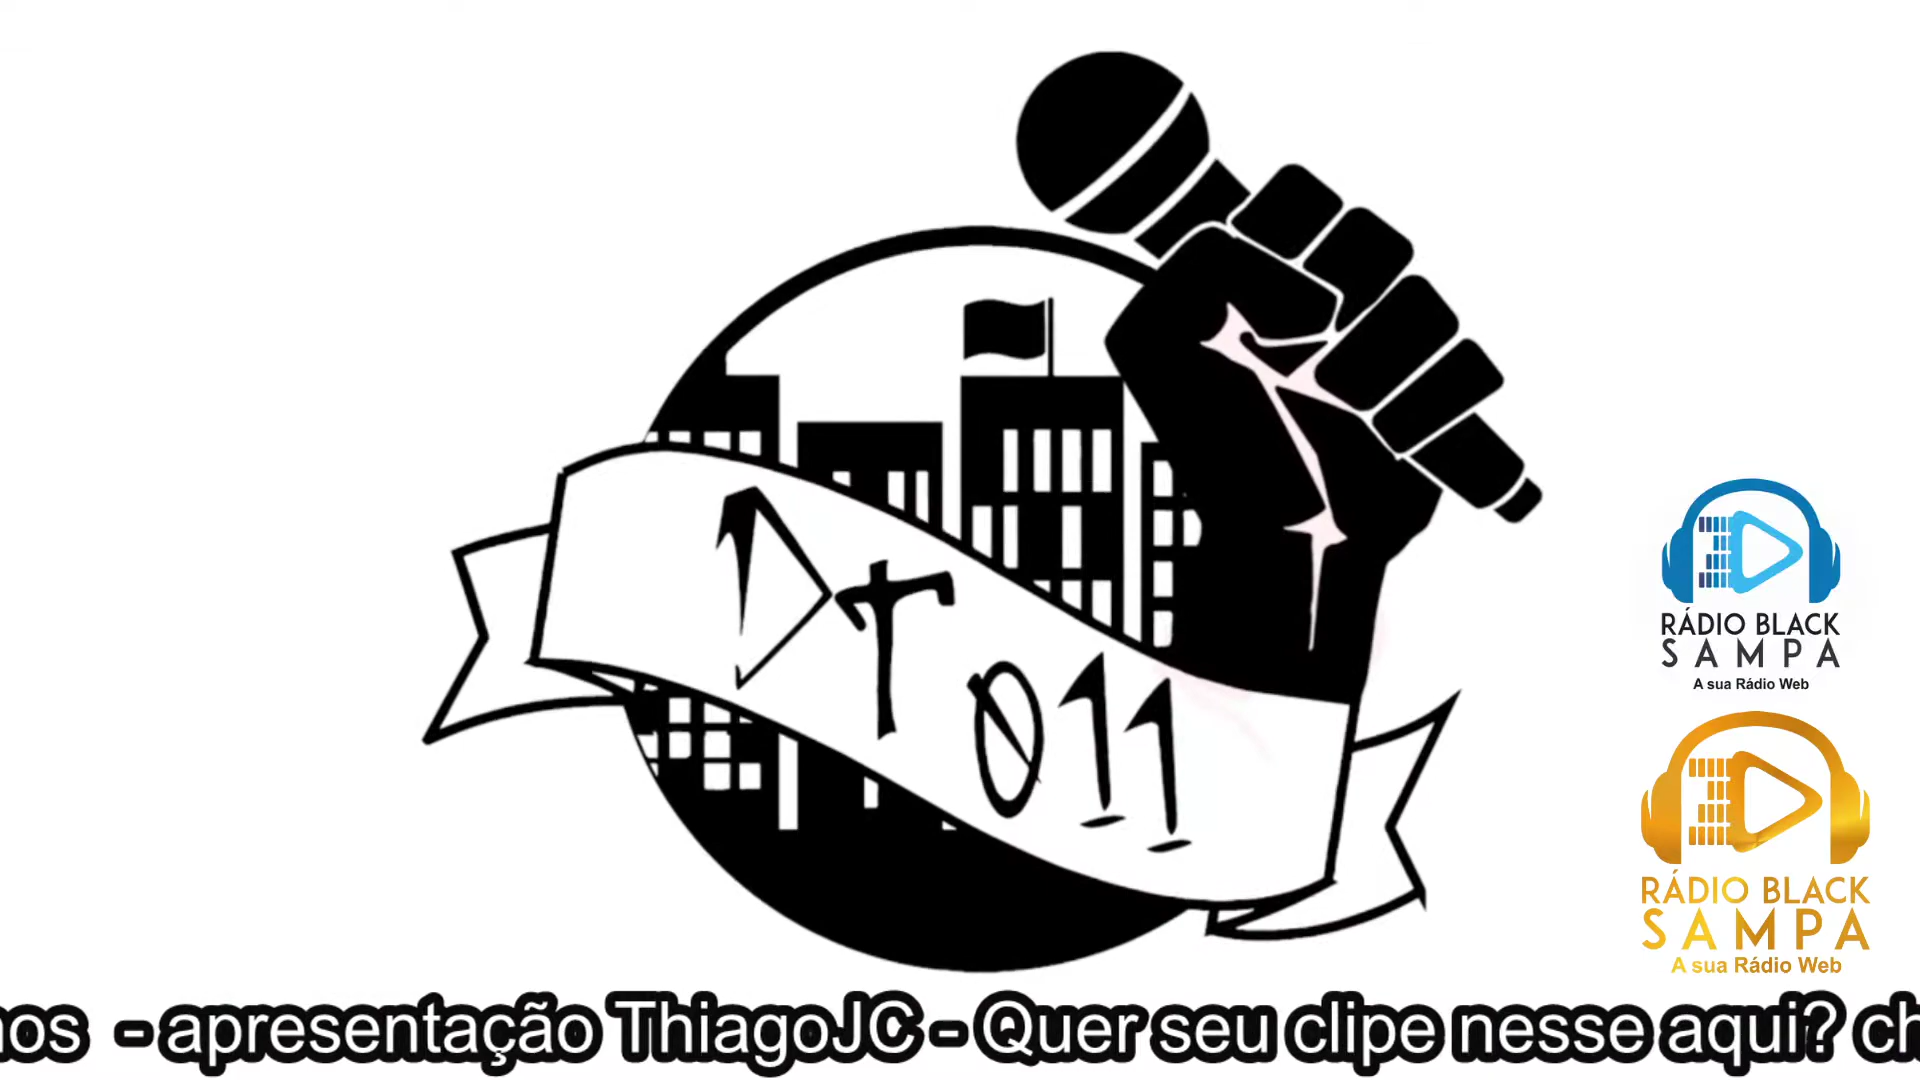 Dr 011
RÁDIO BLACK
SAMPA
A sua Rádio Web
RÁDIO BLACK
SAMPA
A sua Rádio Web
- apresentação ThiagoJC - Quer seu clipe nesse aqui?